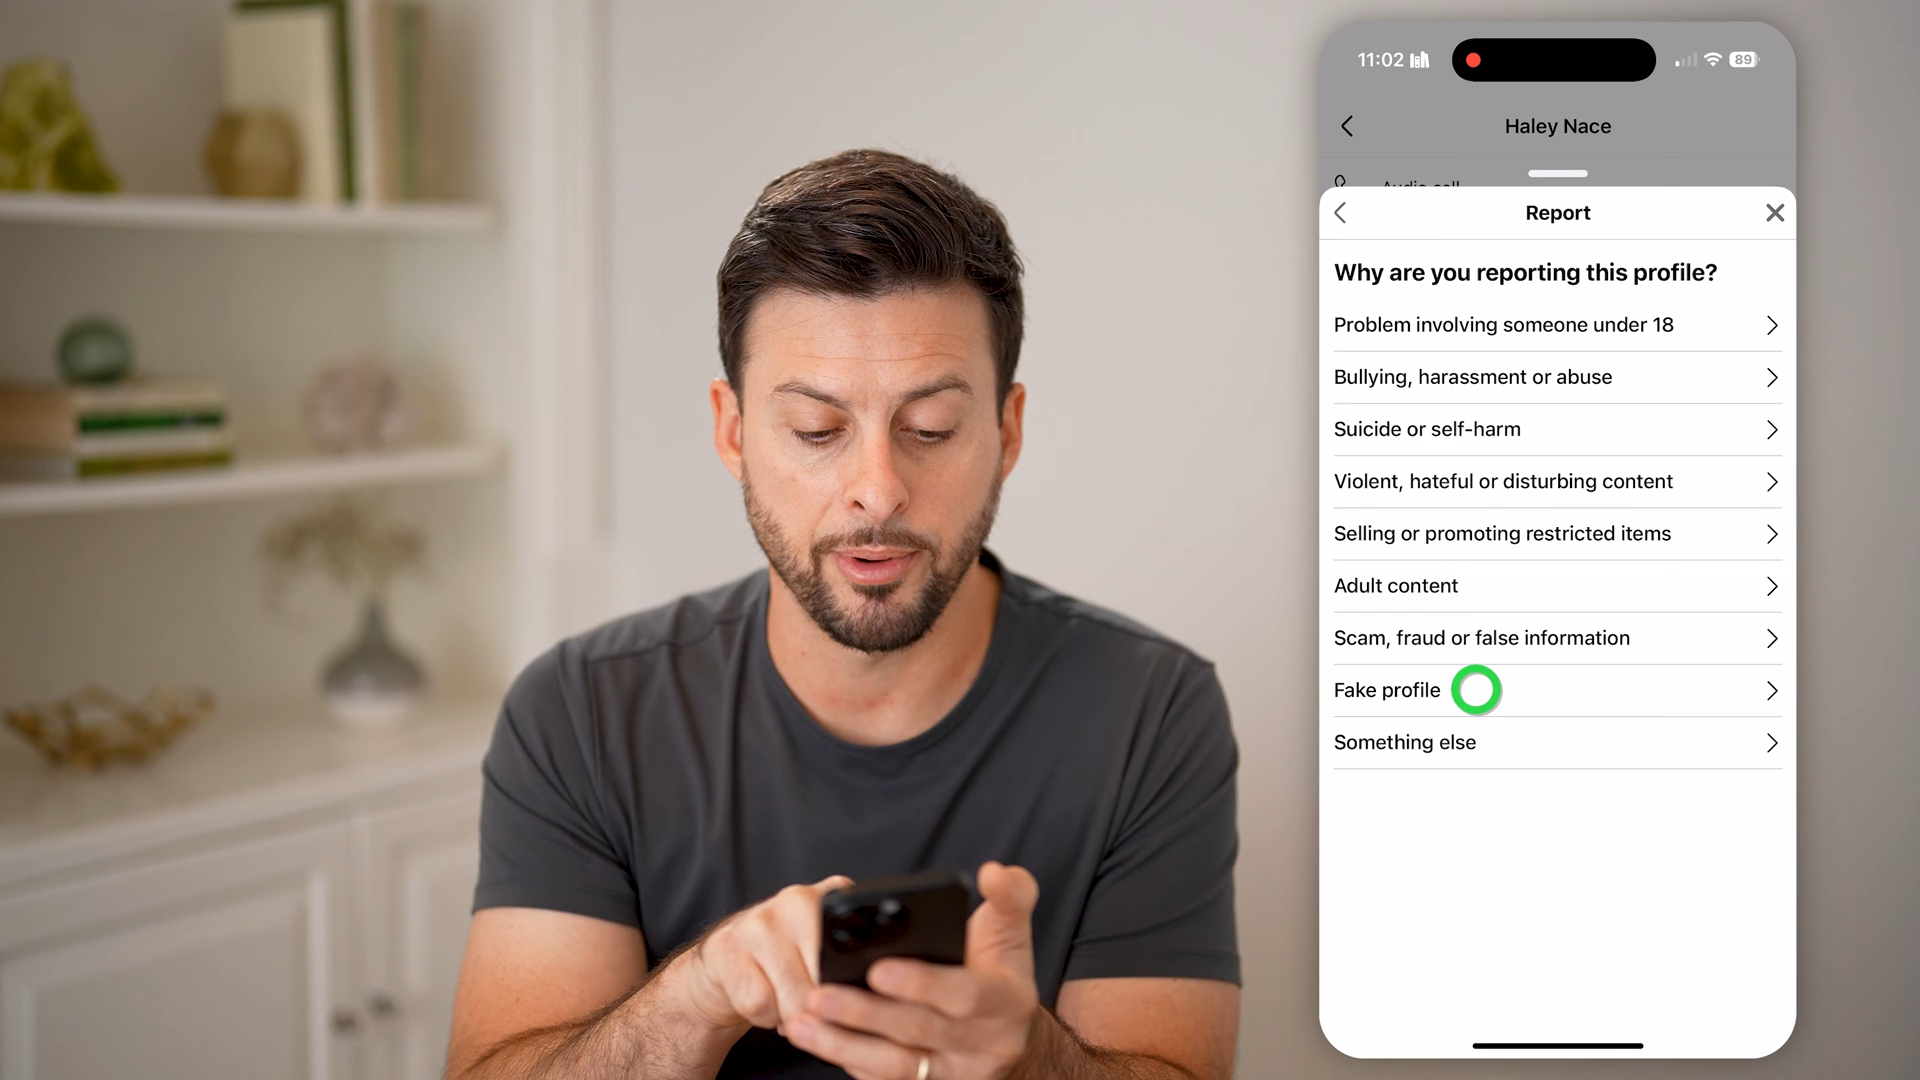 11:02
89
Haley Nace
Audio call
Report
Why are you reporting this profile?
Problem involving someone under 18
Bullying, harassment or abuse
Suicide or self-harm
Violent, hateful or disturbing content
Selling or promoting restricted items
Adult content
Scam, fraud or false information
Fake profile
Something else